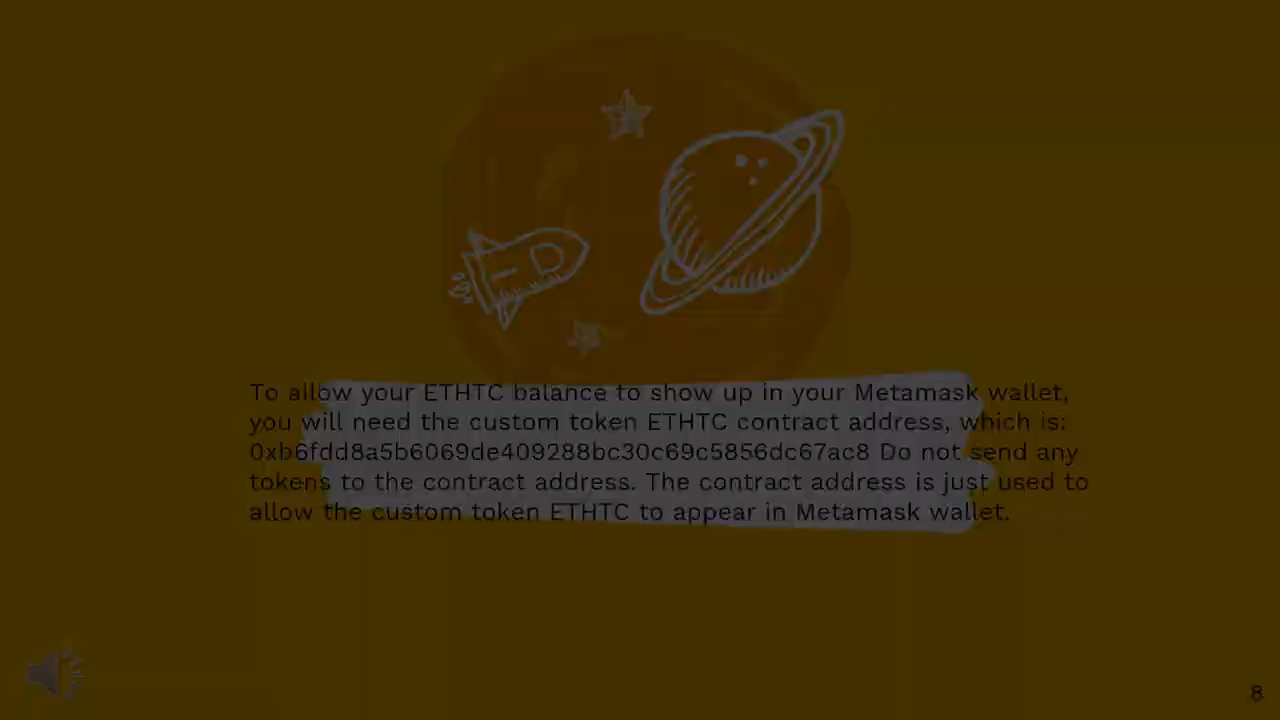 To allow your ETHTC balance to show up in your Metamask wallet,
you will need the custom token ETHTC contract address, which is:
0xb6fdd8a5b6069de409288bc30c69c5856dc67ac8 Do not send any
tokens to the contract address. The contract address is just used to
allow the custom token ETHTC to appear in Metamask wallet.
8